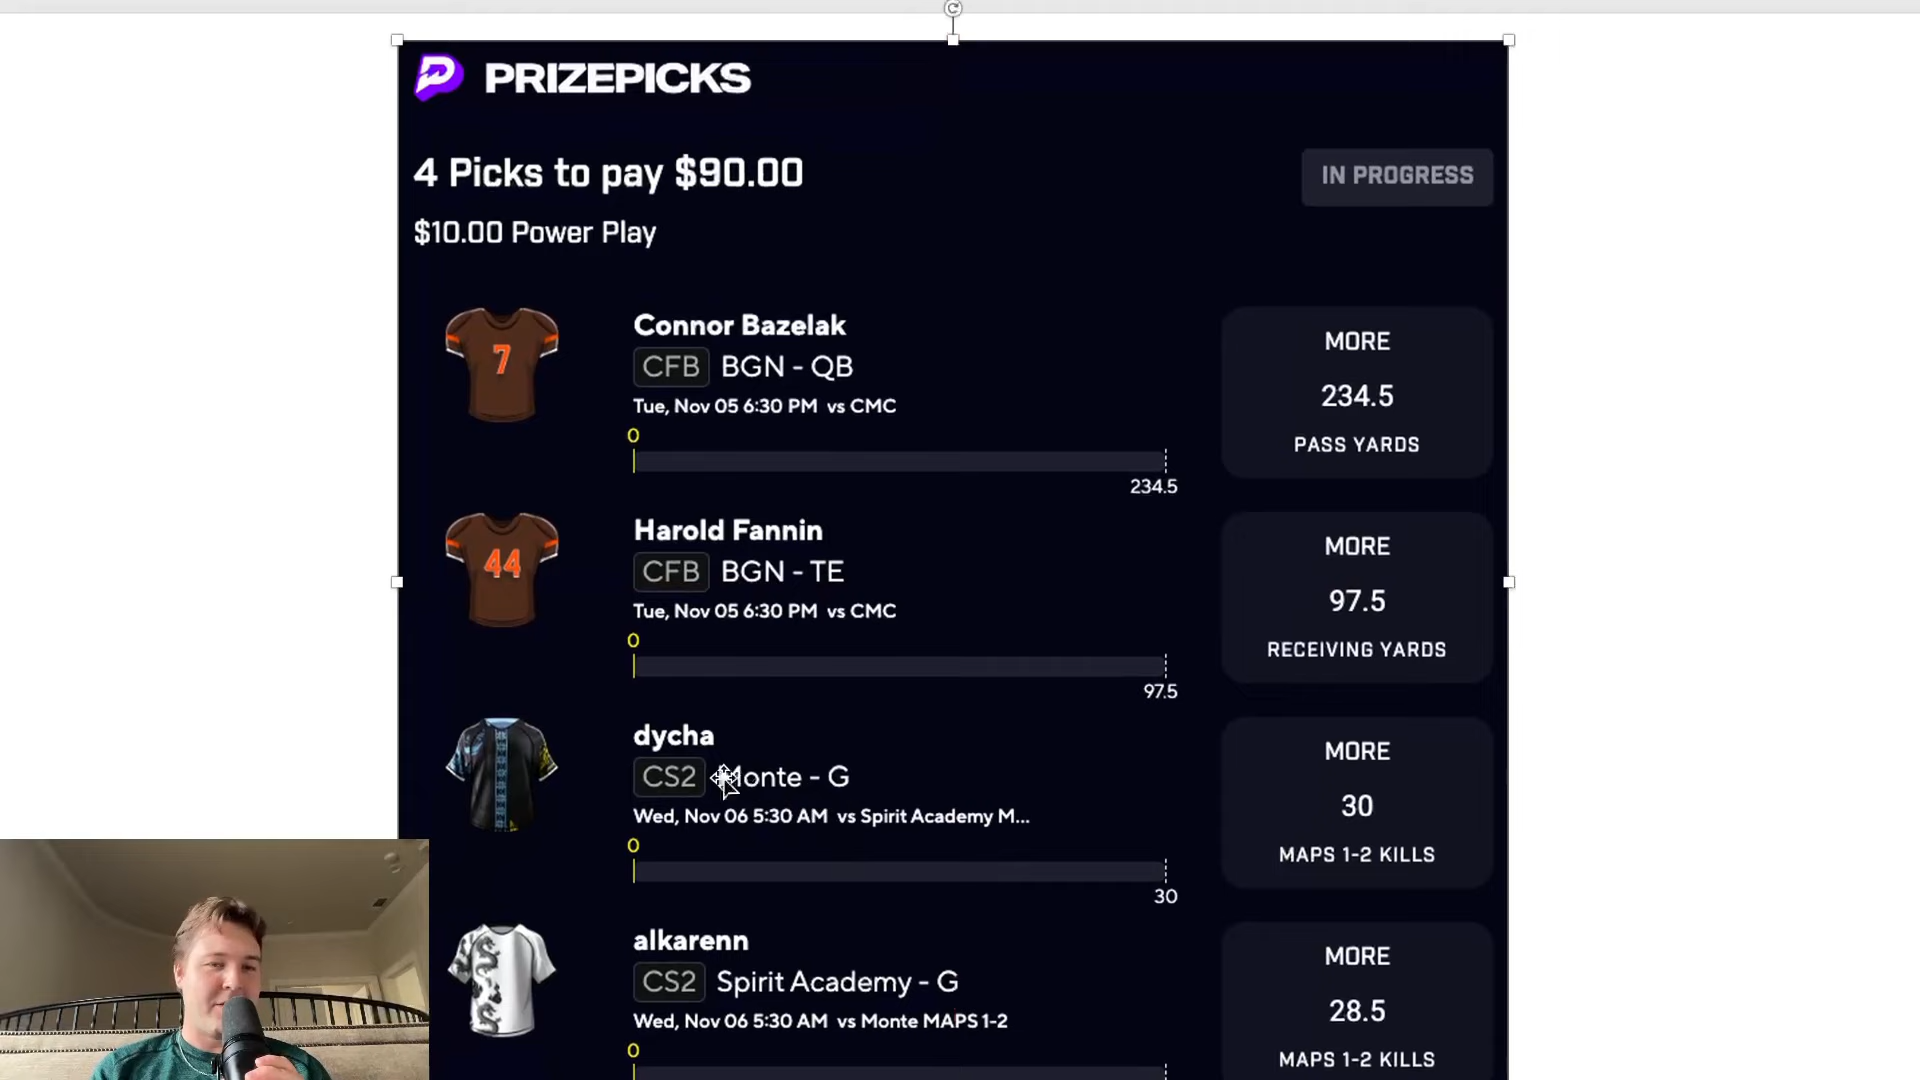 PRIZEPICKS
4 Picks to pay $90.00
IN PROGRESS
$10.00 Power Play
7
Connor Bazelak
CFB BGN - QB
Tue, Nov 05 6:30 PM vs CMC
0
234.5
MORE
234.5
PASS YARDS
44
Harold Fannin
CFB BGN - TE
Tue, Nov 05 6:30 PM vs CMC
0
97.5
MORE
97.5
RECEIVING YARDS
dycha
CS2 Monte - G
Wed, Nov 06 5:30 AM vs Spirit Academy M...
0
30
MORE
30
MAPS 1-2 KILLS
alkarenn
CS2 Spirit Academy - G
Wed, Nov 06 5:30 AM vs Monte MAPS 1-2
0
MORE
28.5
MAPS 1-2 KILLS